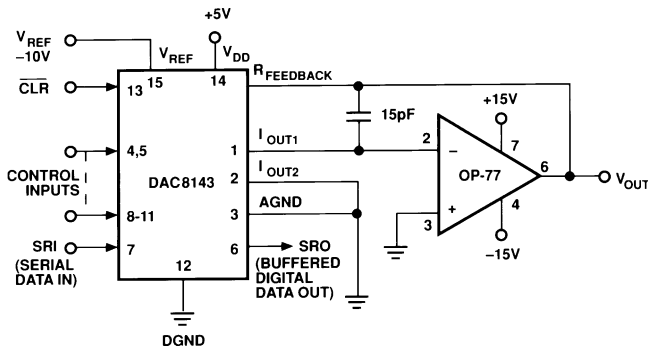 +5V
VREF
–10V
VREF
VDD
RFEEDBACK
15
14
CLR
13
15pF
+15V
IOUT1
4,5
1
2
7
–
CONTROL
INPUTS
DAC8143
IOUT2
2
OP-77
6
VOUT
AGND
3
+
3
4
8-11
SRI
(SERIAL
DATA IN)
7
6
SRO
(BUFFERED
DIGITAL
DATA OUT)
–15V
12
DGND